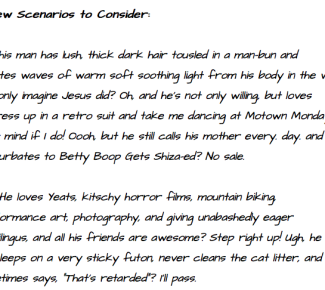 ew Scenarios to Consider:
his man has lush, thick dark hair tousled in a man-bun and
tes waves of warm soft soothing light from his body in the w
only imagine Jesus did? Oh, and he's not only willing, but loves
ress up in a retro suit and take me dancing at Motown Monda
mind if I do! Oooh, but he still calls his mother every. day. and
urbates to Betty Boop Gets Shiza-ed? No sale.
He loves Yeats, kitschy horror films, mountain biking,
ormance art, photography, and giving unabashedly eager
lingus, and all his friends are awesome? Step right up! Ugh, he
leeps on a very sticky futon, never cleans the cat litter, and
etimes says, "That's retarded"? I'll pass.